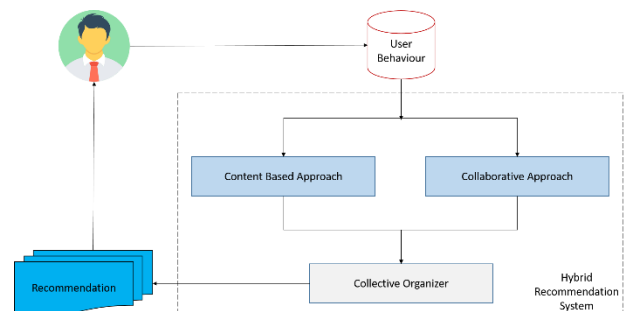 User
Behaviour
Content Based Approach
Collaborative Approach
Collective Organizer
Recommendation
Hybrid
Recommendation
System